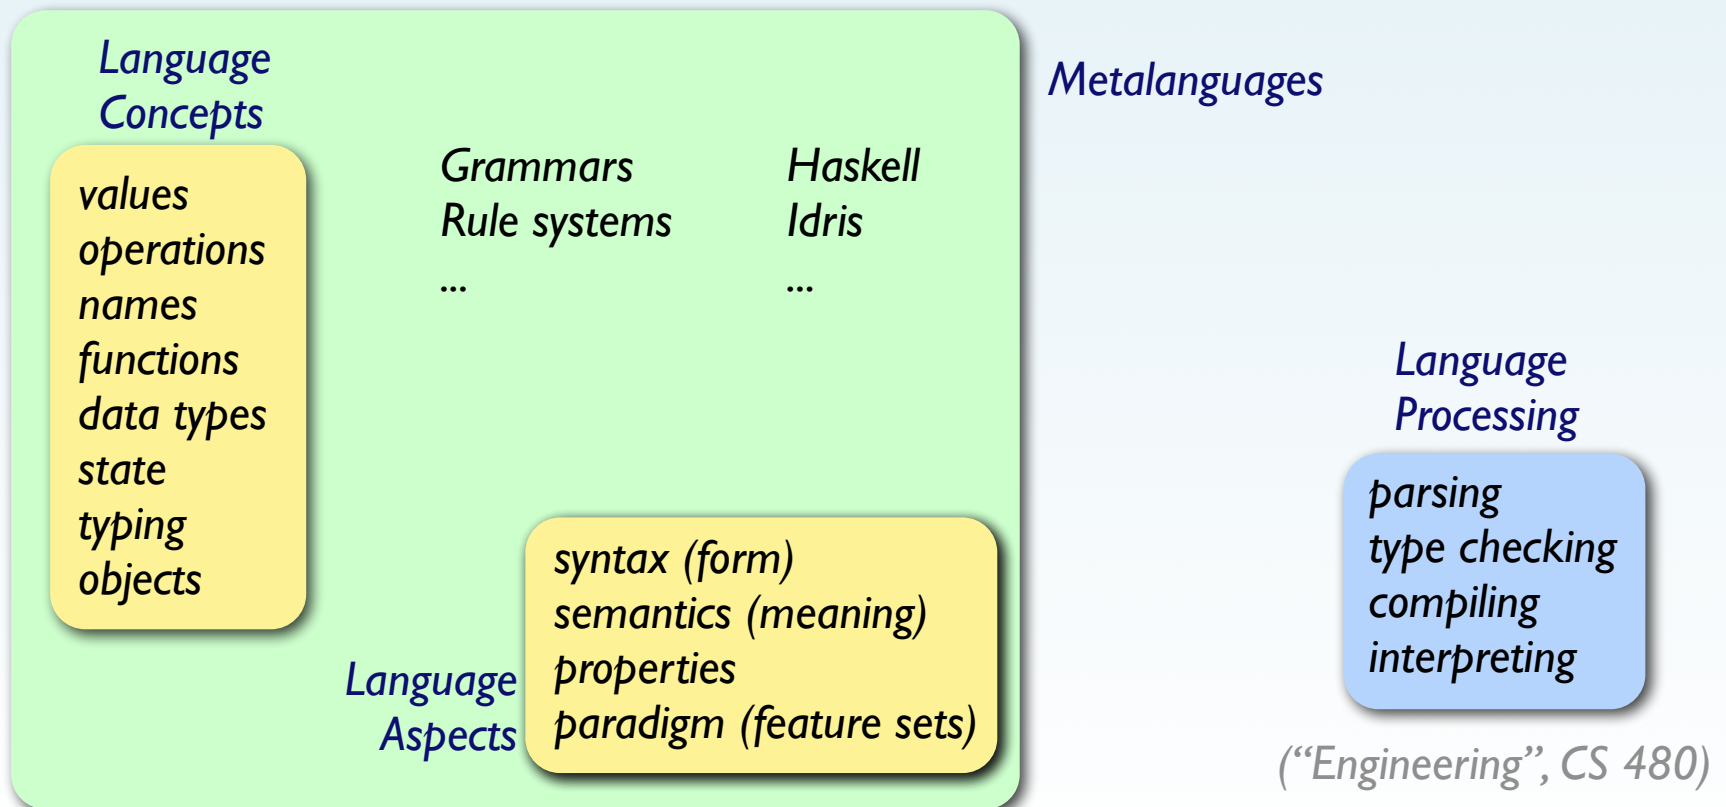 Language
Concepts
values
operations
names
functions
data types
state
typing
objects
Grammars
Rule systems
...
Haskell
Idris
...
Metalanguages
Language
Aspects
syntax (form)
semantics (meaning)
properties
paradigm (feature sets)
Language
Processing
parsing
type checking
compiling
interpreting
(“Engineering”, CS 480)